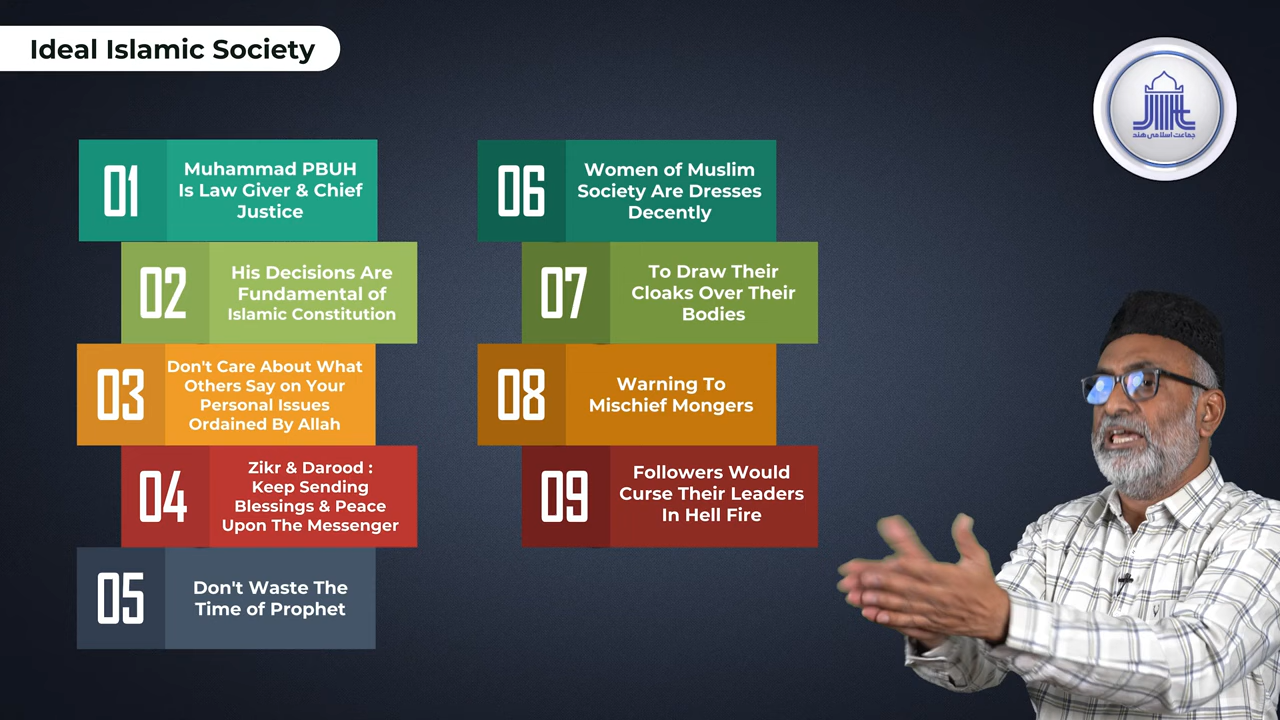 Ideal Islamic Society
جماعت اسلامی هند
01
Muhammad PBUH
Is Law Giver & Chief
Justice
02
His Decisions Are
Fundamental of
Islamic Constitution
03
Don't Care About What
Others Say on Your
Personal Issues
Ordained By Allah
04
Zikr & Darood :
Keep Sending
Blessings & Peace
Upon The Messenger
05
Don't Waste The
Time of Prophet
06
Women of Muslim
Society Are Dresses
Decently
07
To Draw Their
Cloaks Over Their
Bodies
08
Warning To
Mischief Mongers
09
Followers Would
Curse Their Leaders
In Hell Fire